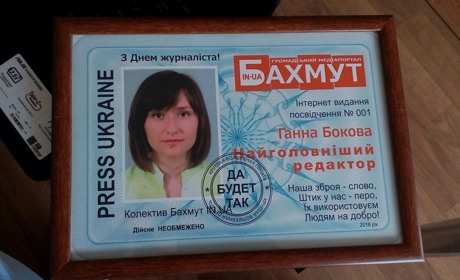 З Днем журналіста!
PRESS UKRAINE
ГРОМАДСЬКИЙ МЕДІАПОРТАЛ
IN·UA
БАХМУТ
Інтернет видання
посвідчення № 001
Ганна Бокова
Найголовніший
редактор
ДА
БУДЕТ
ТАК
Наша зброя - слово,
Штик у нас - перо,
Їх використовуєм
Людям на добро!
2018 рік
Колектив Бахмут IN.UA
Дійсне НЕОБМЕЖЕНО